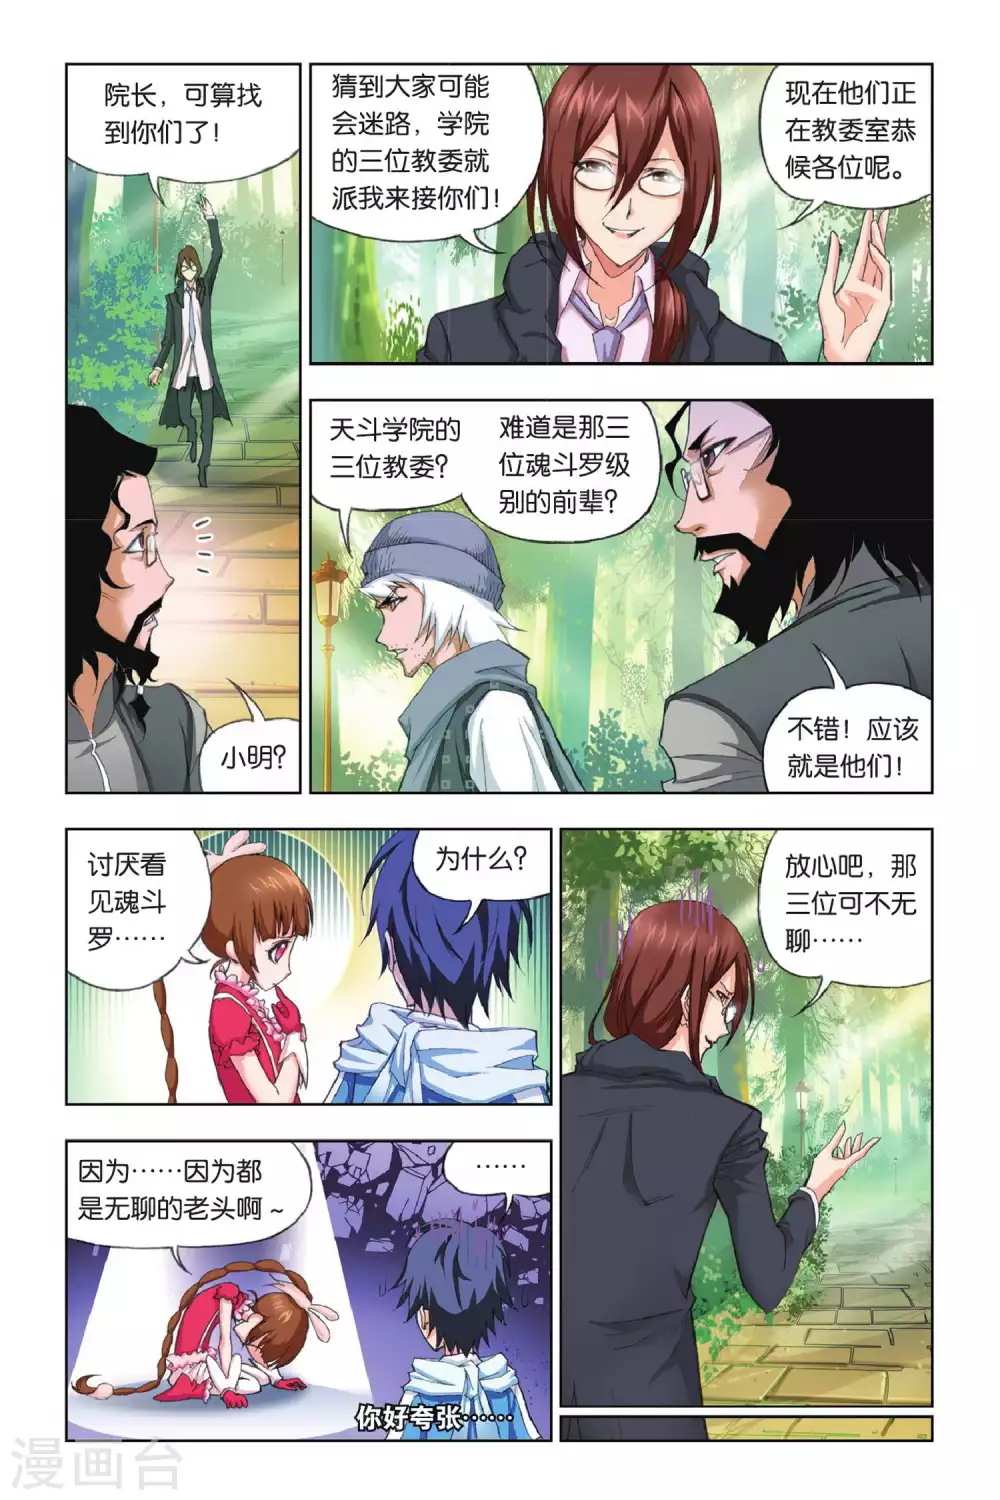 院长，可算找
到你们了！
小明？
猜到大家可能
会迷路，学院
的三位教委就
派我来接你们！
现在他们正
在教委室恭
候各位呢。
天斗学院的
三位教委？
难道是那三
位魂斗罗级
别的前辈？
不错！应该
就是他们！
讨厌看
见魂斗
罗……
为什么？
因为……因为都
是无聊的老头啊～
……
你好夸张……
放心吧，那
三位可不无
聊……
漫画台